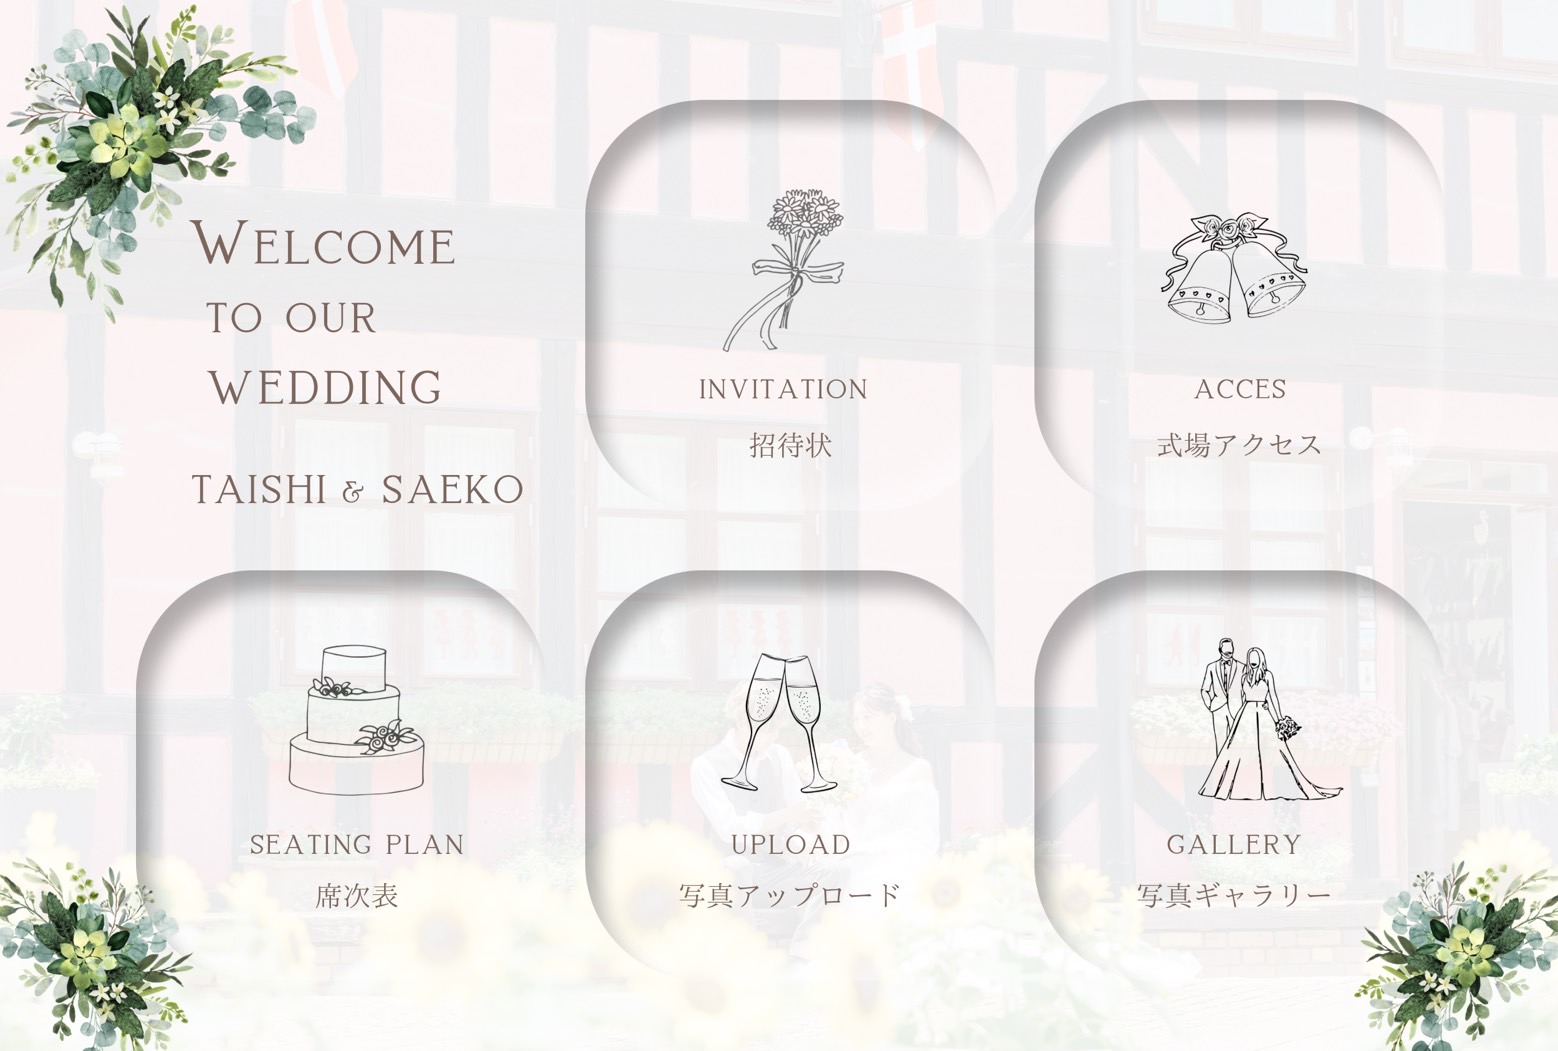 WELCOME
TO OUR
WEDDING
TAISHI & SAEKO
INVITATION
招待状
ACCES
式場アクセス
SEATING PLAN
席次表
UPLOAD
写真アップロード
GALLERY
写真ギャラリー